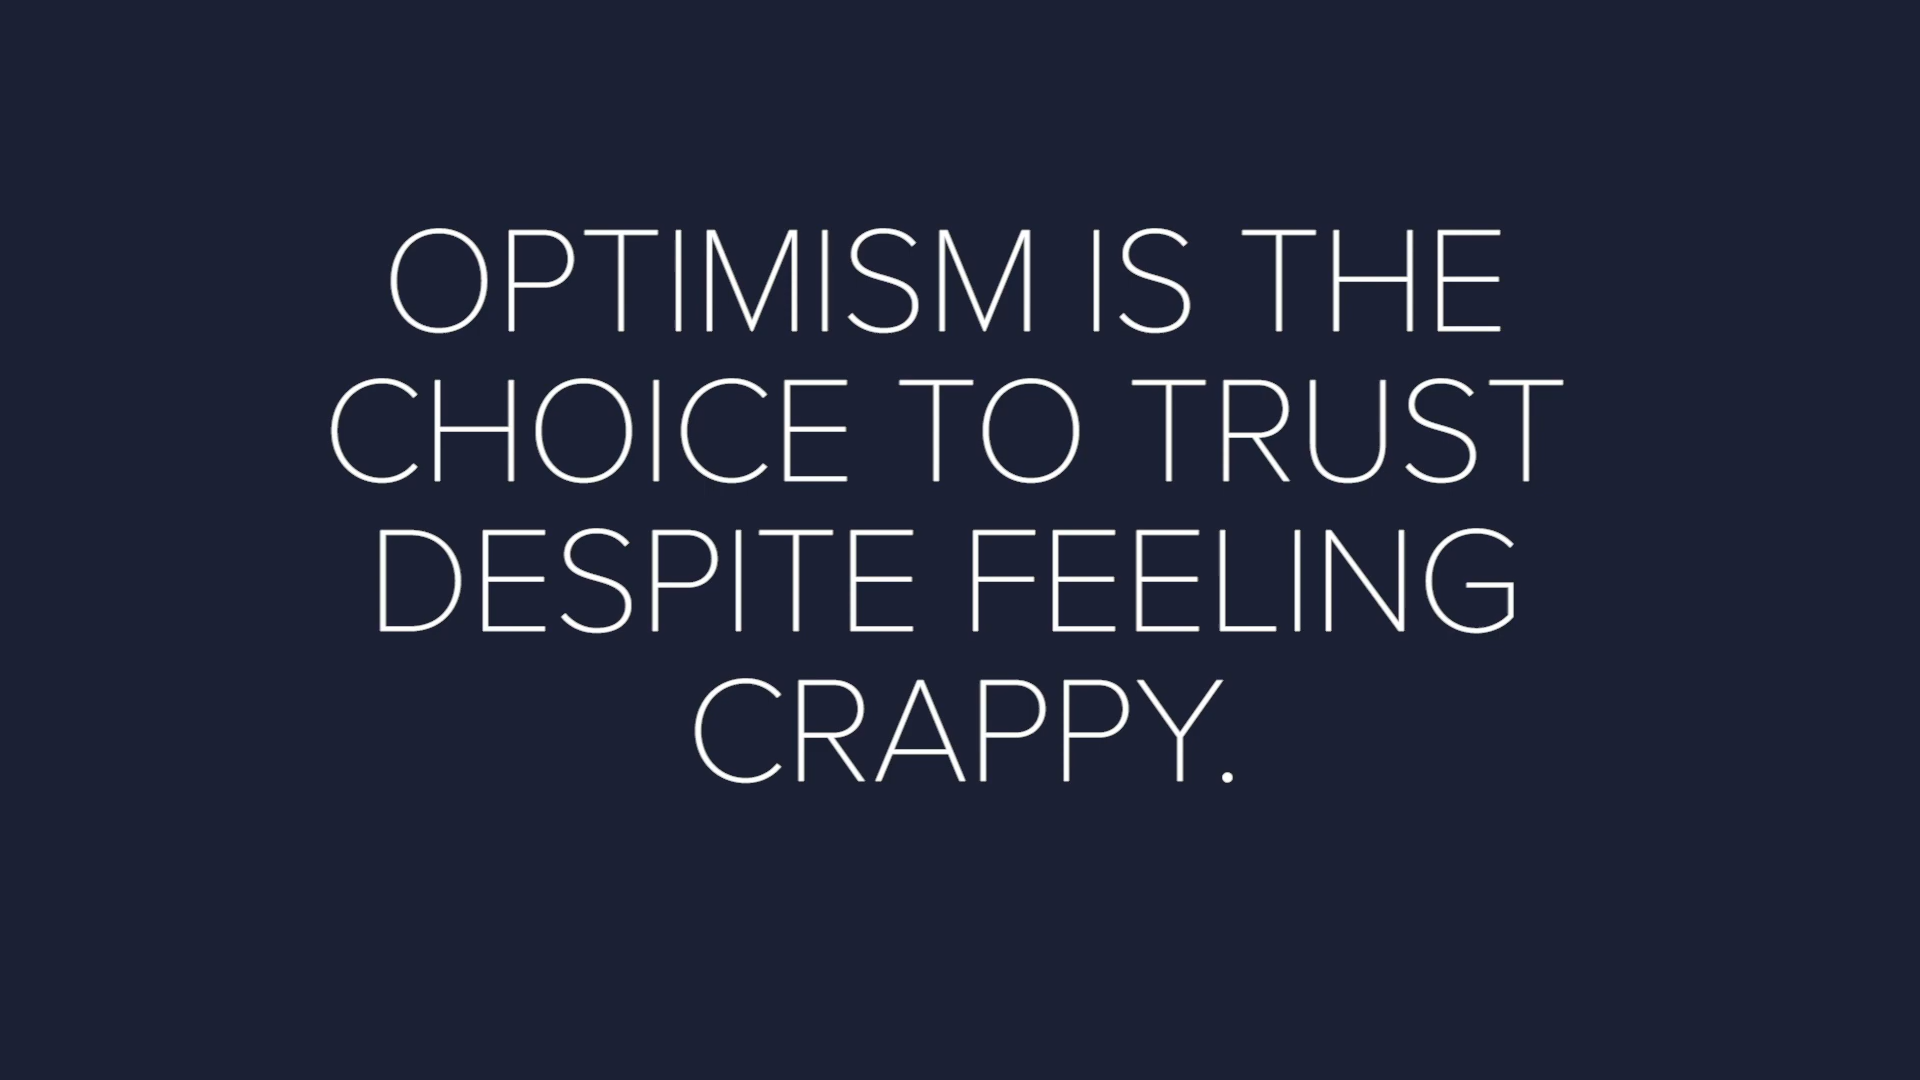 OPTIMISM IS THE
CHOICE TO TRUST
DESPITE FEELING
CRAPPY.